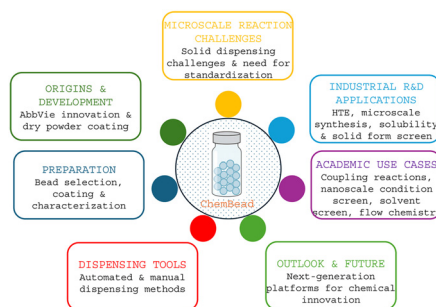 MICROSCALE REACTION
CHALLENGES
Solid dispensing
challenges & need for
standardization
ORIGINS &
DEVELOPMENT
AbbVie innovation &
dry powder coating
INDUSTRIAL R&D
APPLICATIONS
HTE, microscale
synthesis, solubility
& solid form screen
PREPARATION
Bead selection,
coating &
characterization
ChemBead
ACADEMIC USE CASES
Coupling reactions,
nanoscale condition
screen, solvent
screen, flow chemistry
DISPENSING TOOLS
Automated & manual
dispensing methods
OUTLOOK & FUTURE
Next-generation
platforms for chemical
innovation